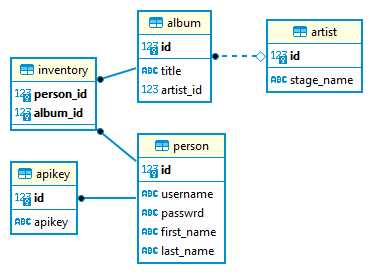 album
123 id
ABC title
123 artist_id
artist
123 id
ABC stage_name
inventory
123 person_id
123 album_id
person
123 id
ABC username
ABC passwrd
ABC first_name
ABC last_name
apikey
123 id
ABC apikey